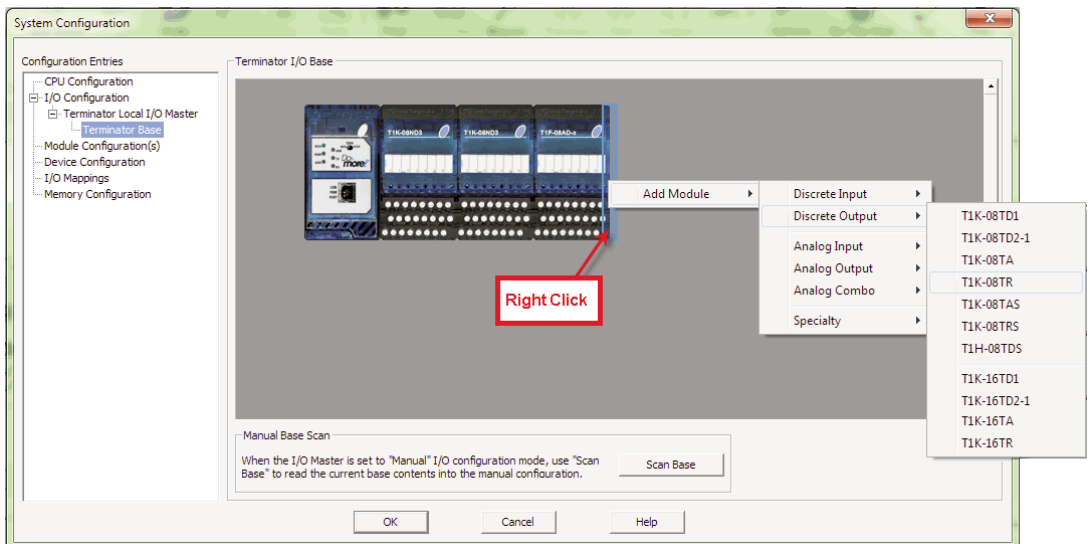 System Configuration
Configuration Entries
CPU Configuration
I/O Configuration
Terminator Local I/O Master
Terminator Base
Module Configuration(s)
Device Configuration
I/O Mappings
Memory Configuration
Terminator I/O Base
T1K-08ND3
T1K-08ND3
T1F-08AD-x
Do-more
Add Module
Discrete Input
Discrete Output
Analog Input
Analog Output
Analog Combo
Specialty
T1K-08TD1
T1K-08TD2-1
T1K-08TA
T1K-08TR
T1K-08TAS
T1K-08TRS
T1H-08TDS
T1K-16TD1
T1K-16TD2-1
T1K-16TA
T1K-16TR
Right Click
Manual Base Scan
When the I/O Master is set to "Manual" I/O configuration mode, use "Scan
Base" to read the current base contents into the manual configuration.
Scan Base
OK
Cancel
Help